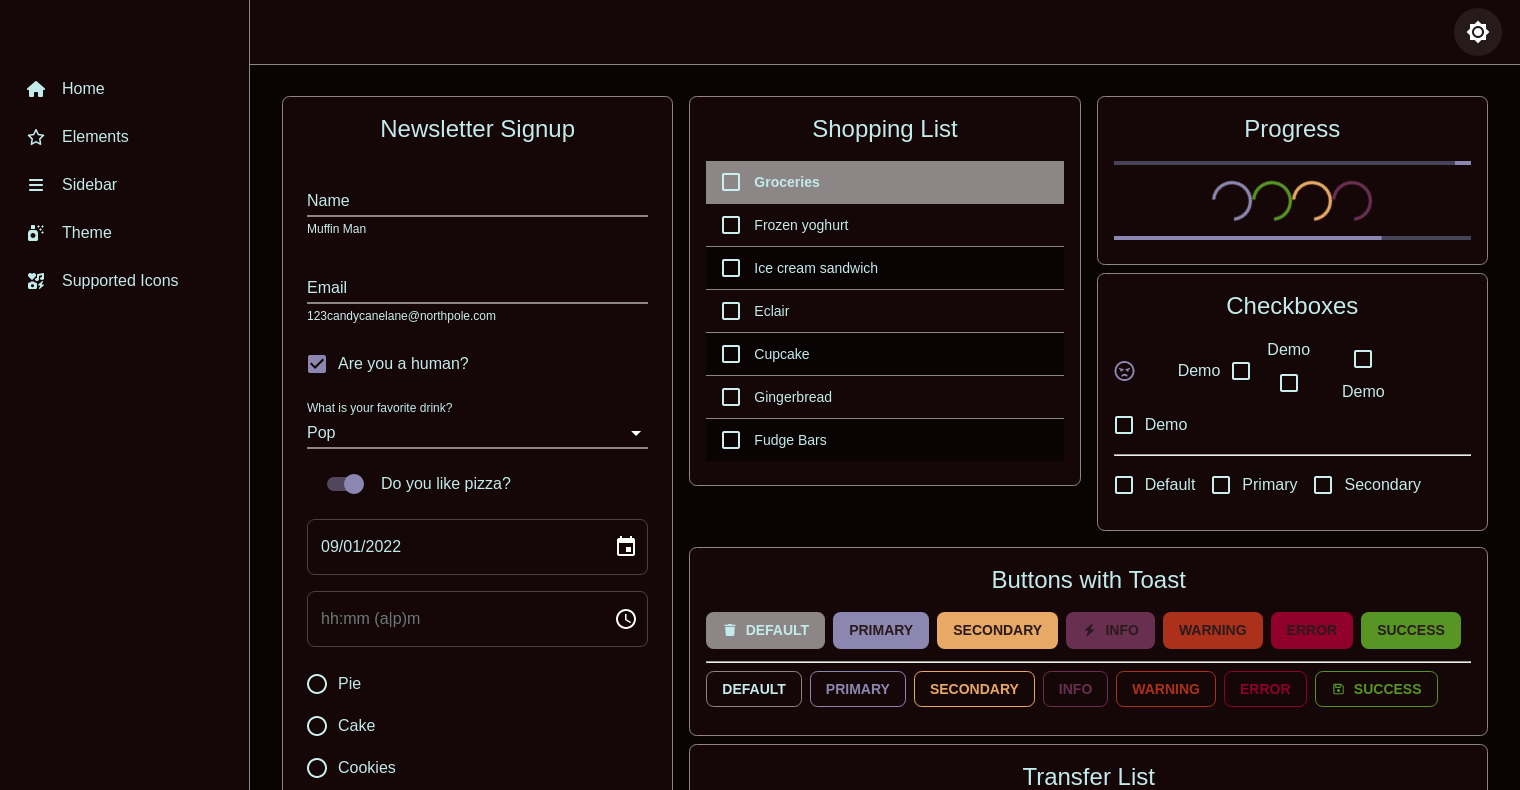 Home
Elements
Sidebar
Theme
Supported Icons
Newsletter Signup
Name
Muffin Man
Email
123candycanelane@northpole.com
Are you a human?
What is your favorite drink?
Pop
Do you like pizza?
09/01/2022
hh:mm (a|p)m
Pie
Cake
Cookies
Shopping List
Groceries
Frozen yoghurt
Ice cream sandwich
Eclair
Cupcake
Gingerbread
Fudge Bars
Progress
Checkboxes
Demo
Demo
Demo
Demo
Default Primary Secondary
Buttons with Toast
DEFAULT PRIMARY SECONDARY INFO WARNING ERROR SUCCESS
DEFAULT PRIMARY SECONDARY INFO WARNING ERROR SUCCESS
Transfer List